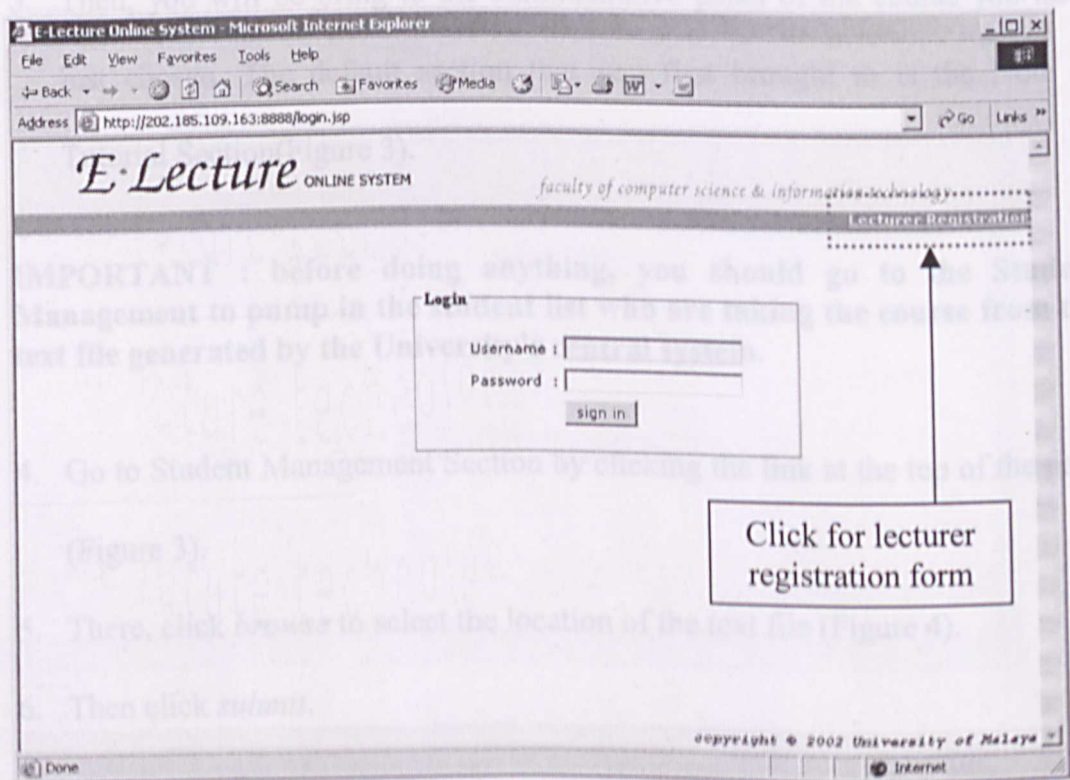 3. Then, you will
E-Lecture Online System - Microsoft Internet Explorer
File Edit View Favorites Tools Help
brought
Back Search Favorites Media
Address http://202.185.109.163:8888/login.jsp Go Links »
Tutorial Section(Figure 3).
E-Lecture ONLINE SYSTEM
faculty of computer science & information technology
Lecturer Registration
IMPORTANT : before doing anything, you should go to the
Management to pump in the student list who are taking the course from
text file generated by the University's central system.
Login
Username :
Password :
sign in
4. Go to Student Management Section by clicking the link at the top of the
(Figure 3).
Click for lecturer
registration form
5. There, click browse to select the location of the text file (Figure 4).
6. Then click submit.
copyright © 2002 University of Malaya
Done Internet